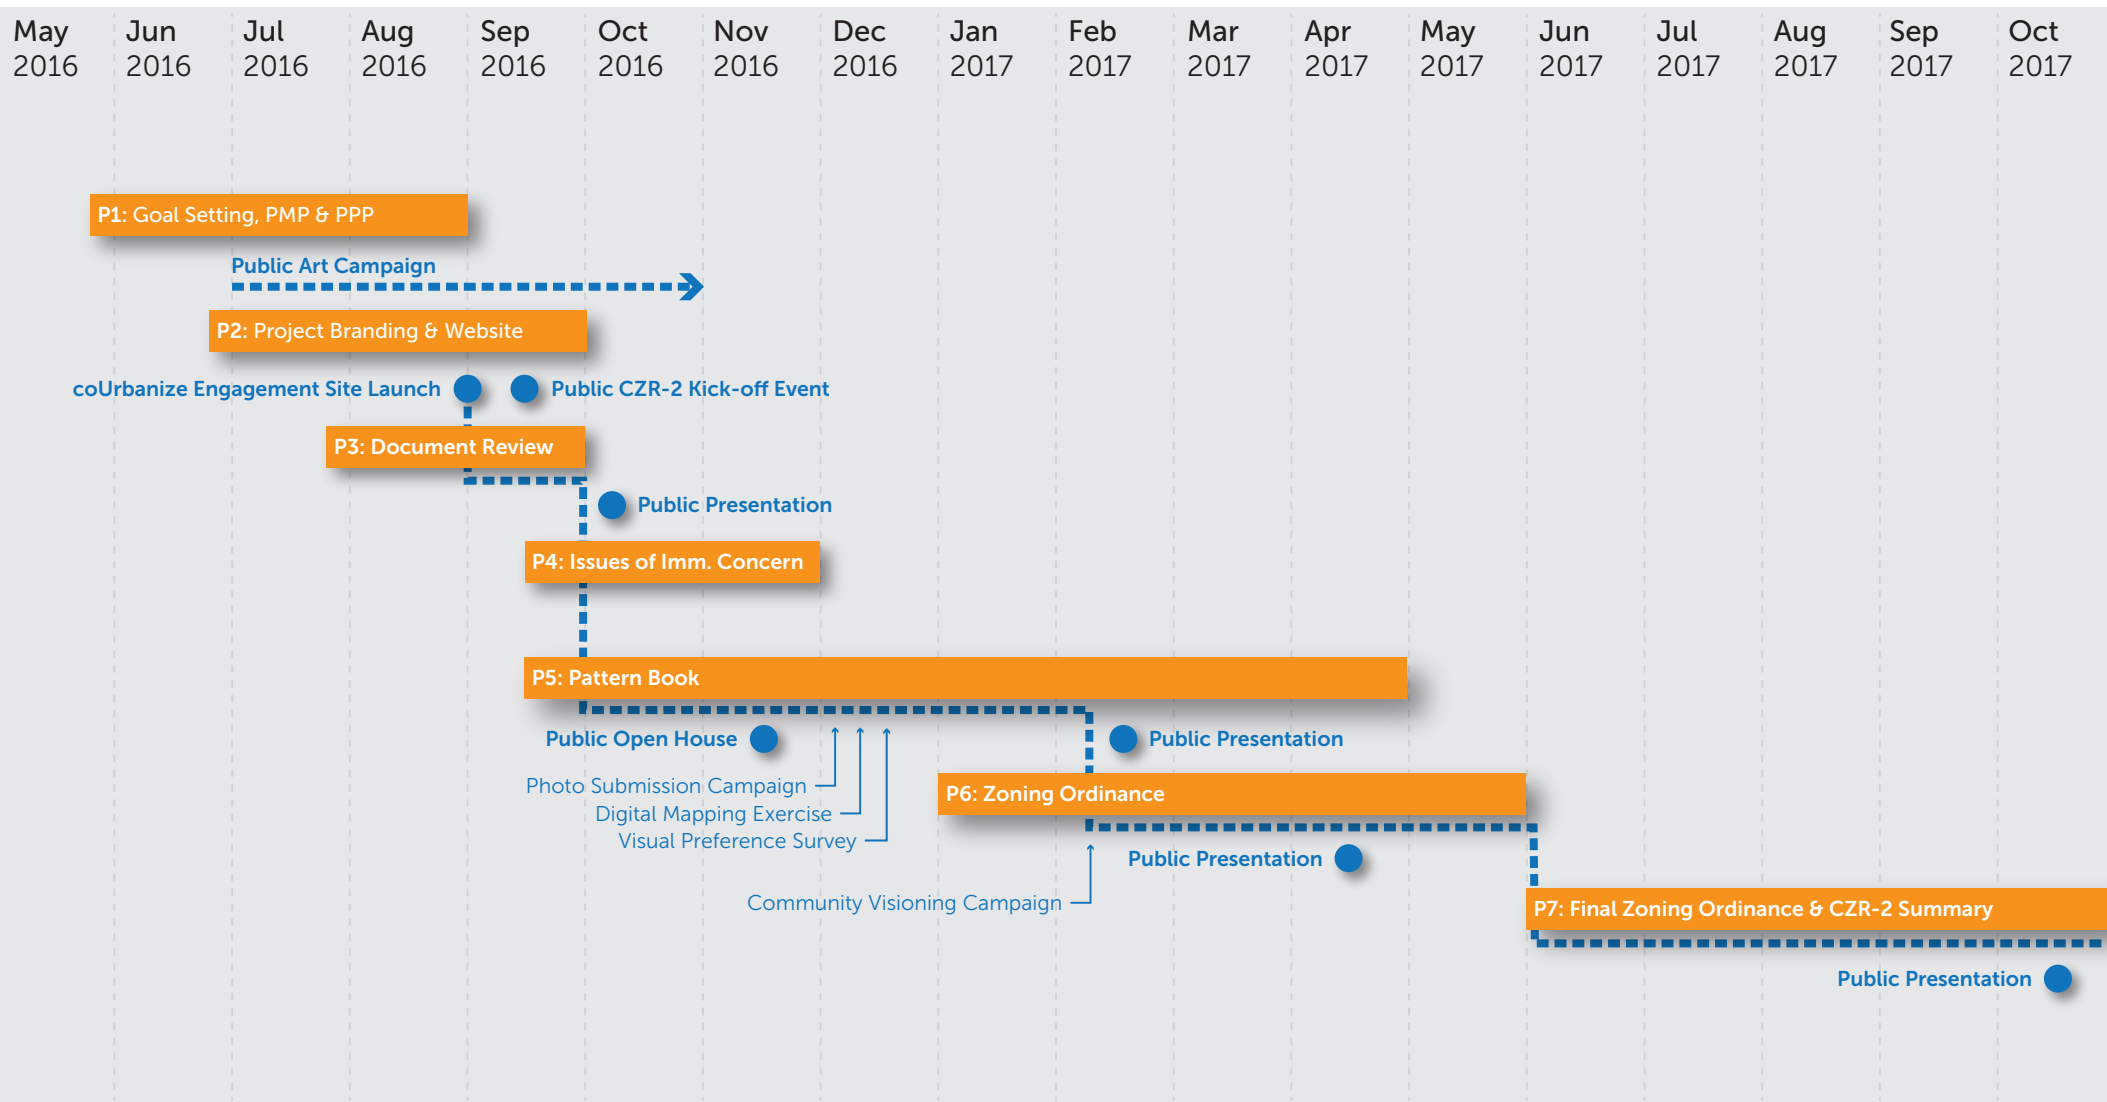 May Jun Jul Aug Sep Oct Nov Dec Jan Feb Mar Apr May Jun Jul Aug Sep Oct
2016 2016 2016 2016 2016 2016 2016 2016 2017 2017 2017 2017 2017 2017 2017 2017 2017 2017
P1: Goal Setting, PMP & PPP
Public Art Campaign
P2: Project Branding & Website
coUrbanize Engagement Site Launch
Public CZR-2 Kick-off Event
P3: Document Review
Public Presentation
P4: Issues of Imm. Concern
P5: Pattern Book
Public Open House
Public Presentation
Photo Submission Campaign
P6: Zoning Ordinance
Digital Mapping Exercise
Visual Preference Survey
Public Presentation
Community Visioning Campaign
P7: Final Zoning Ordinance & CZR-2 Summary
Public Presentation